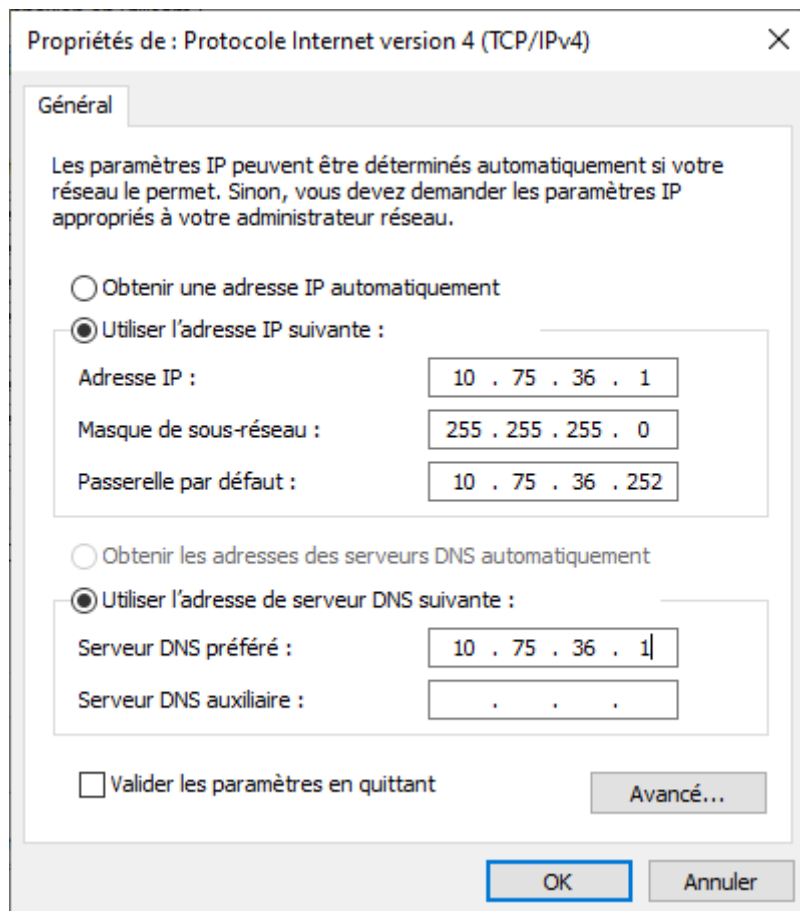 Propriétés de : Protocole Internet version 4 (TCP/IPv4)
Général
Les paramètres IP peuvent être déterminés automatiquement si votre
réseau le permet. Sinon, vous devez demander les paramètres IP
appropriés à votre administrateur réseau.
Obtenir une adresse IP automatiquement
Utiliser l'adresse IP suivante :
Adresse IP : 10 . 75 . 36 . 1
Masque de sous-réseau : 255 . 255 . 255 . 0
Passerelle par défaut : 10 . 75 . 36 . 252
Obtenir les adresses des serveurs DNS automatiquement
Utiliser l'adresse de serveur DNS suivante :
Serveur DNS préféré : 10 . 75 . 36 . 1
Serveur DNS auxiliaire : . . .
Valider les paramètres en quittant
Avancé...
OK Annuler